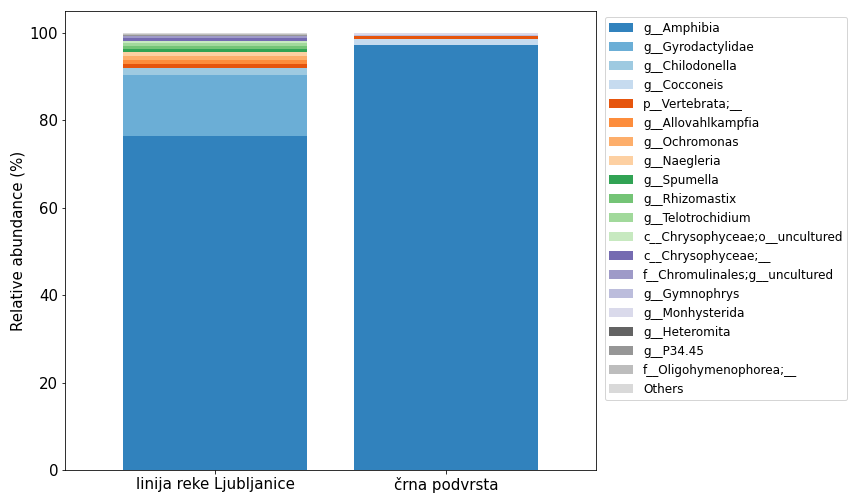 100
80
60
40
20
0
Relative abundance (%)
linija reke Ljubljanice
črna podvrsta
g__Amphibia
g__Gyrodactylidae
g__Chilodonella
g__Cocconeis
p__Vertebrata;__
g__Allovahlkampfia
g__Ochromonas
g__Naegleria
g__Spumella
g__Rhizomastix
g__Telotrochidium
c__Chrysophyceae;o__uncultured
c__Chrysophyceae;__
f__Chromulinales;g__uncultured
g__Gymnophrys
g__Monhysterida
g__Heteromita
g__P34.45
f__Oligohymenophorea;__
Others